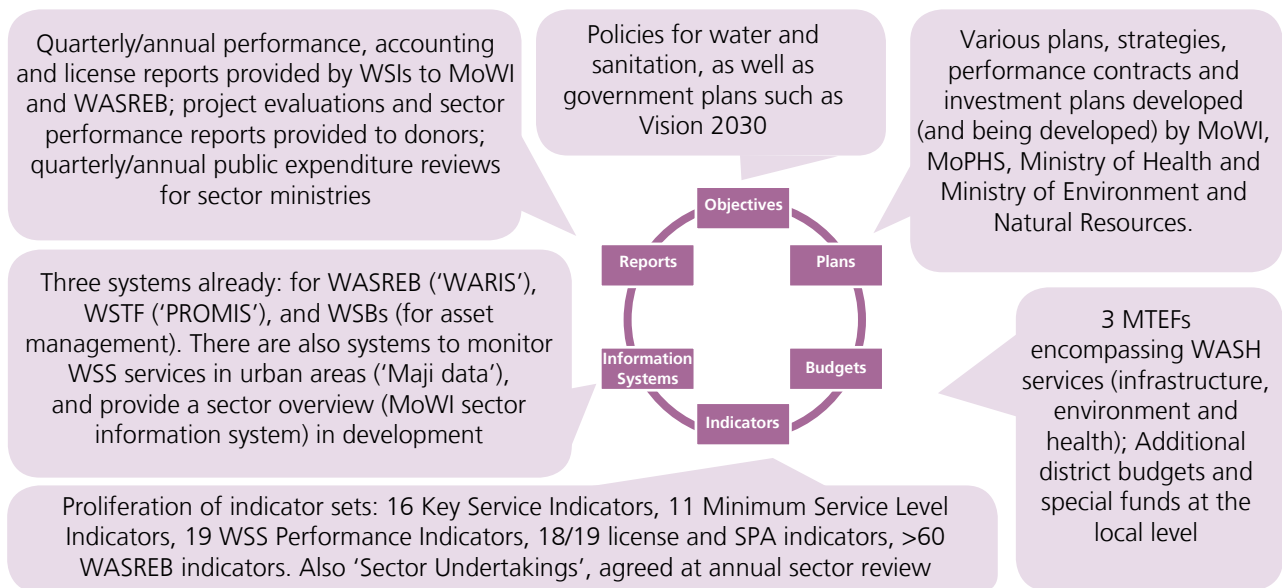 Quarterly/annual performance, accounting
and license reports provided by WSIs to MoWI
and WASREB; project evaluations and sector
performance reports provided to donors;
quarterly/annual public expenditure reviews
for sector ministries
Policies for water and
sanitation, as well as
government plans such as
Vision 2030
Various plans, strategies,
performance contracts and
investment plans developed
(and being developed) by MoWI,
MoPHS, Ministry of Health and
Ministry of Environment and
Natural Resources.
Objectives
Reports
Plans
Information
Systems
Budgets
Indicators
Three systems already: for WASREB (‘WARIS’),
WSTF (‘PROMIS’), and WSBs (for asset
management). There are also systems to monitor
WSS services in urban areas (‘Maji data’),
and provide a sector overview (MoWI sector
information system) in development
3 MTEFs
encompassing WASH
services (infrastructure,
environment and
health); Additional
district budgets and
special funds at the
local level
Proliferation of indicator sets: 16 Key Service Indicators, 11 Minimum Service Level
Indicators, 19 WSS Performance Indicators, 18/19 license and SPA indicators, >60
WASREB indicators. Also ‘Sector Undertakings’, agreed at annual sector review